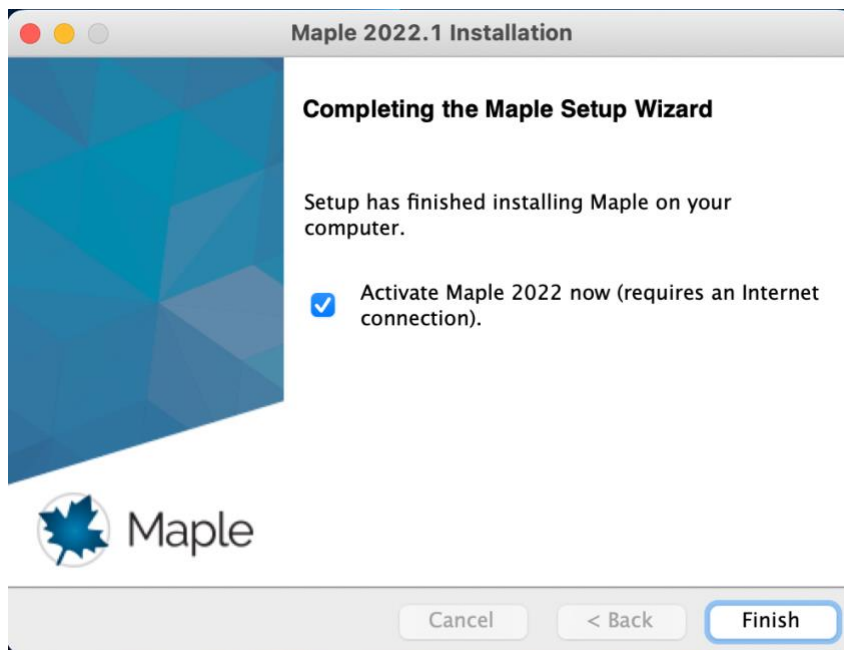 Maple 2022.1 Installation
Completing the Maple Setup Wizard
Setup has finished installing Maple on your
computer.
Activate Maple 2022 now (requires an Internet
connection).
Maple
Cancel
< Back
Finish